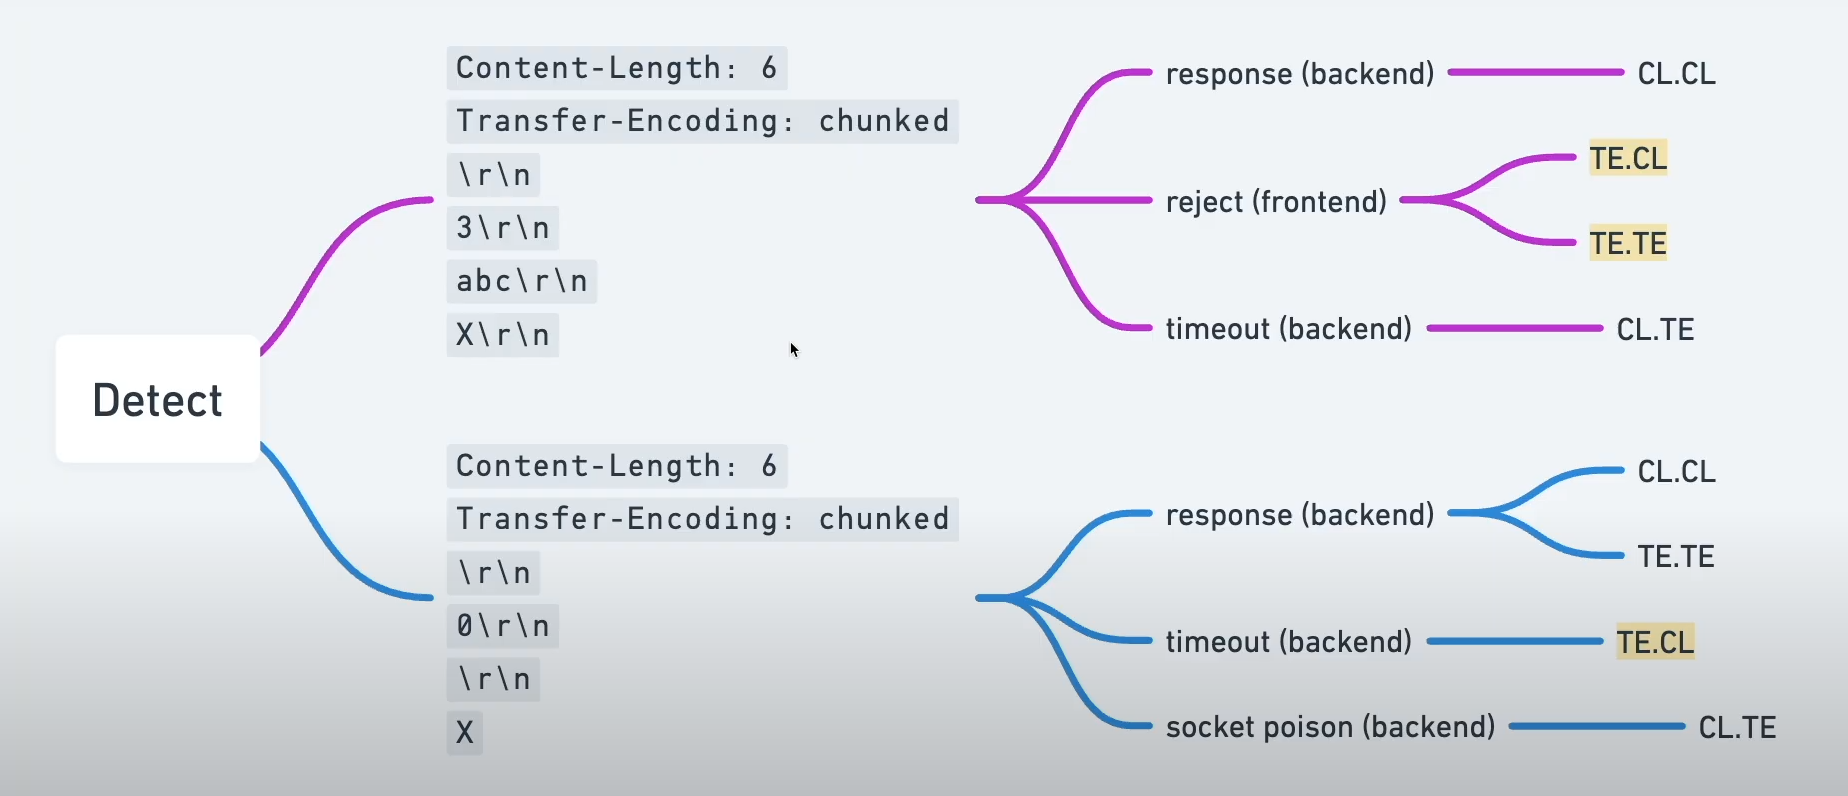 Detect
Content-Length: 6
Transfer-Encoding: chunked
\r\n
3\r\n
abc\r\n
X\r\n
response (backend)
CL.CL
reject (frontend)
TE.CL
TE.TE
timeout (backend)
CL.TE
Content-Length: 6
Transfer-Encoding: chunked
\r\n
0\r\n
\r\n
X
response (backend)
CL.CL
TE.TE
timeout (backend)
TE.CL
socket poison (backend)
CL.TE